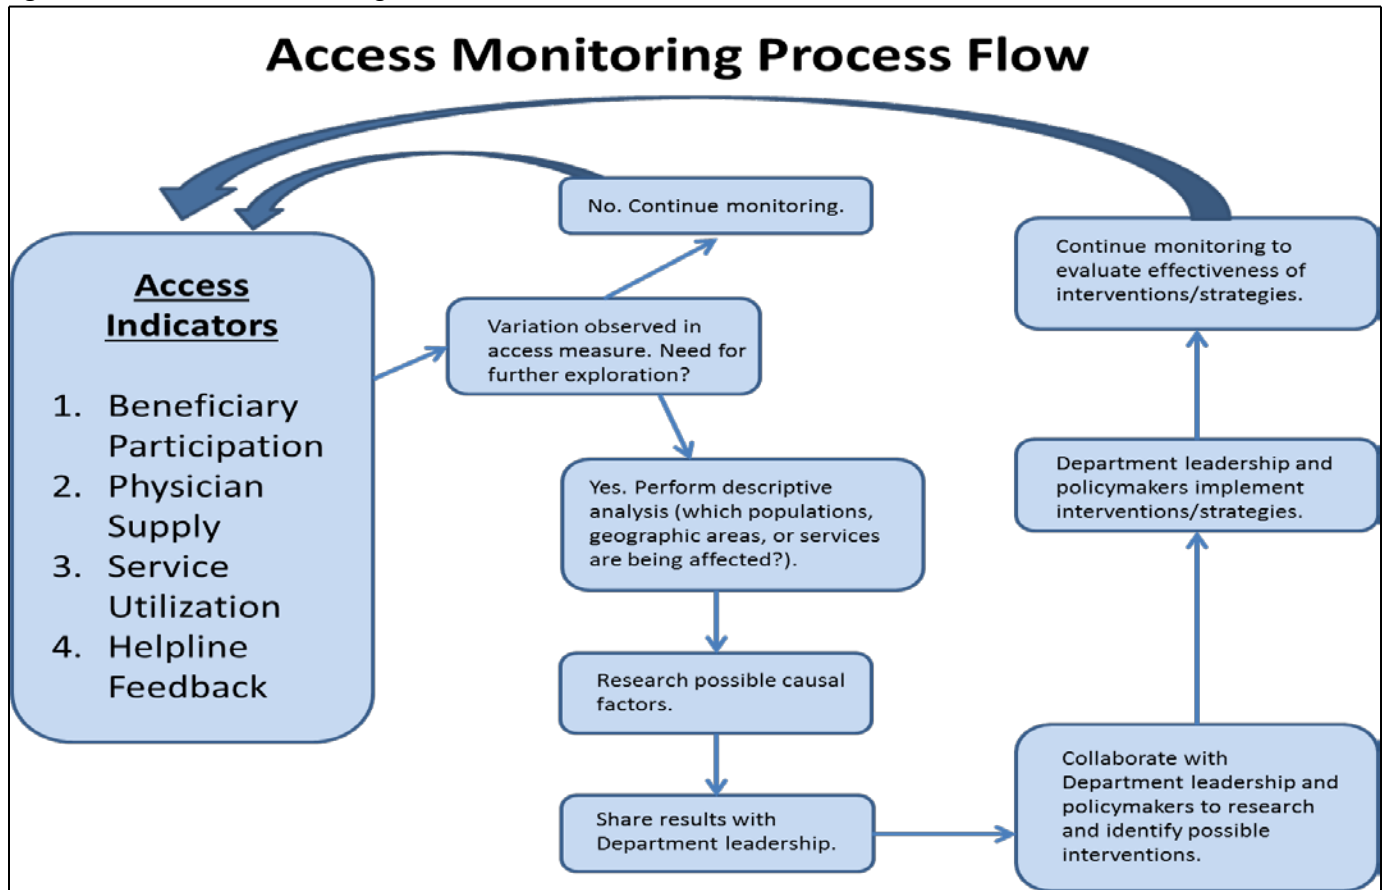 Access Monitoring Process Flow
Access
Indicators
1. Beneficiary
Participation
2. Physician
Supply
3. Service
Utilization
4. Helpline
Feedback
No. Continue monitoring.
Variation observed in
access measure. Need for
further exploration?
Yes. Perform descriptive
analysis (which populations,
geographic areas, or services
are being affected?).
Research possible causal
factors.
Share results with
Department leadership.
Collaborate with
Department leadership and
policymakers to research
and identify possible
interventions.
Department leadership and
policymakers implement
interventions/strategies.
Continue monitoring to
evaluate effectiveness of
interventions/strategies.